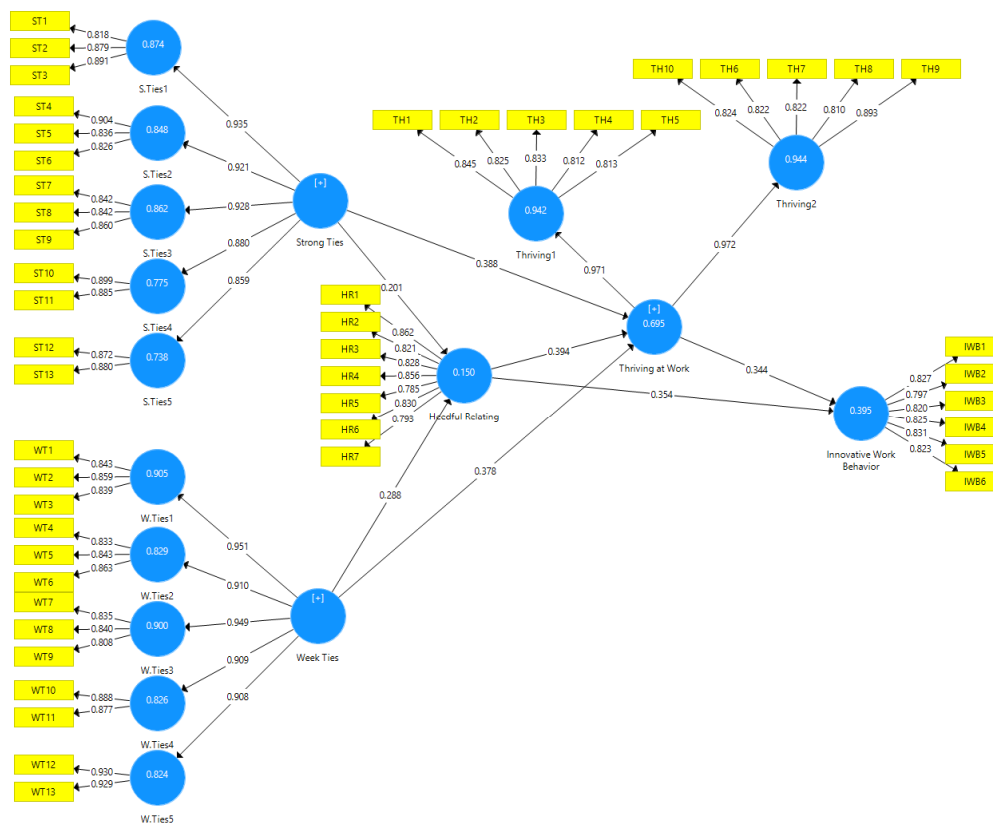 ST1
ST2
ST3
0.818
0.879
0.891
0.874
S.Ties1
ST4
ST5
ST6
0.904
0.836
0.826
0.848
S.Ties2
ST7
ST8
ST9
0.842
0.842
0.860
0.862
S.Ties3
ST10
ST11
0.899
0.885
0.775
S.Ties4
ST12
ST13
0.872
0.880
0.738
S.Ties5
0.935
0.921
0.928
0.880
0.859
[+]
Strong Ties
0.388
0.201
TH1
TH2
TH3
TH4
TH5
0.845
0.825
0.833
0.812
0.813
0.942
Thriving1
TH10
TH6
TH7
TH8
TH9
0.824
0.822
0.822
0.810
0.893
0.944
Thriving2
0.971
0.972
[+]
0.695
Thriving at Work
HR1
HR2
HR3
HR4
HR5
HR6
HR7
0.862
0.821
0.828
0.856
0.785
0.830
0.793
0.150
Heedful Relating
0.394
0.354
0.344
0.395
Innovative Work
Behavior
0.827
0.797
0.820
0.825
0.831
0.823
IWB1
IWB2
IWB3
IWB4
IWB5
IWB6
WT1
WT2
WT3
0.843
0.859
0.839
0.905
W.Ties1
WT4
WT5
WT6
0.833
0.843
0.863
0.829
W.Ties2
WT7
WT8
WT9
0.835
0.840
0.808
0.900
W.Ties3
WT10
WT11
0.888
0.877
0.826
W.Ties4
WT12
WT13
0.930
0.929
0.824
W.Ties5
0.951
0.910
0.949
0.909
0.908
[+]
Week Ties
0.288
0.378